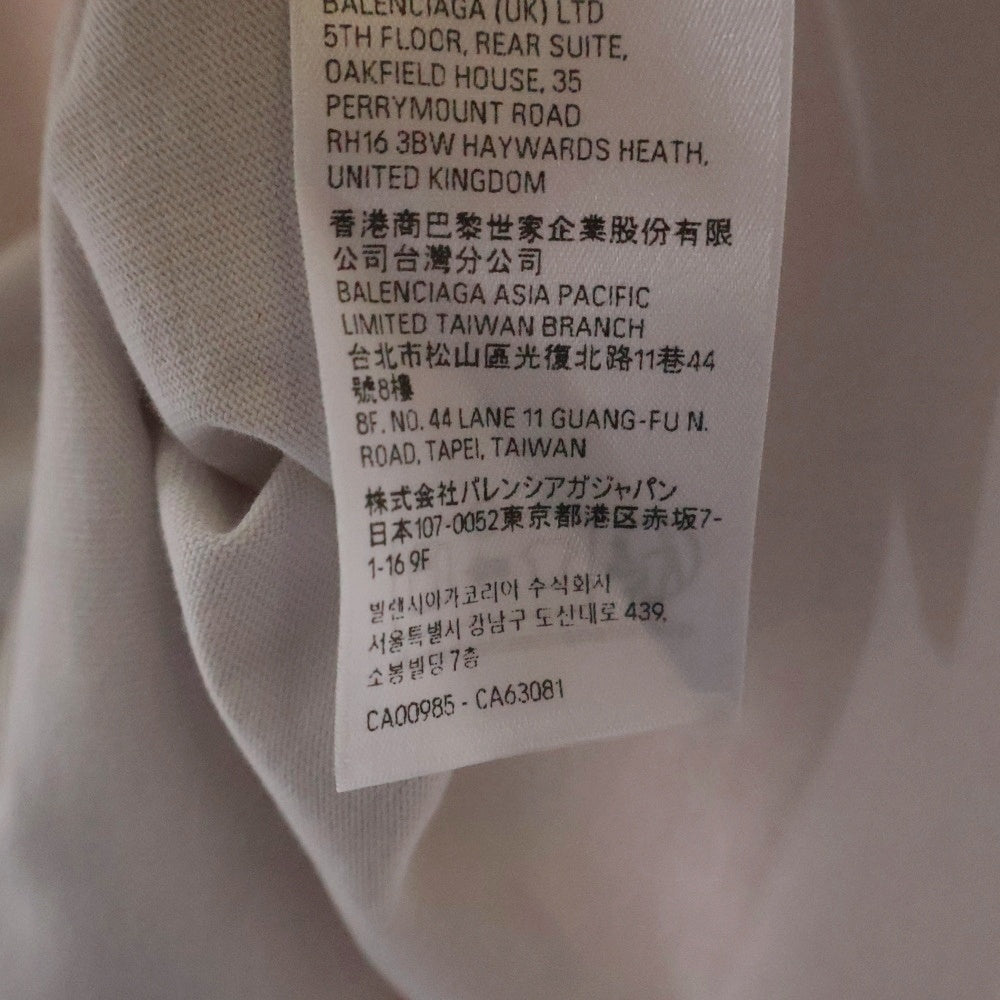 BALENCIAGA (UK) LTD
5TH FLOOR, REAR SUITE,
OAKFIELD HOUSE, 35
PERRYMOUNT ROAD
RH16 3BW HAYWARDS HEATH,
UNITED KINGDOM
香港商巴黎世家企業股份有限
公司台灣分公司
BALENCIAGA ASIA PACIFIC
LIMITED TAIWAN BRANCH
台北市松山區光復北路11巷44
號8樓
8F. NO. 44 LANE 11 GUANG-FU N.
ROAD, TAPEI, TAIWAN
株式会社バレンシアガジャパン
日本107-0052東京都港区赤坂7-
1-16 9F
빌랜시아가코리아 수식회사
서울특별시 강남구 도산대로 439,
소봉빌딩 7층
CA00985 - CA63081